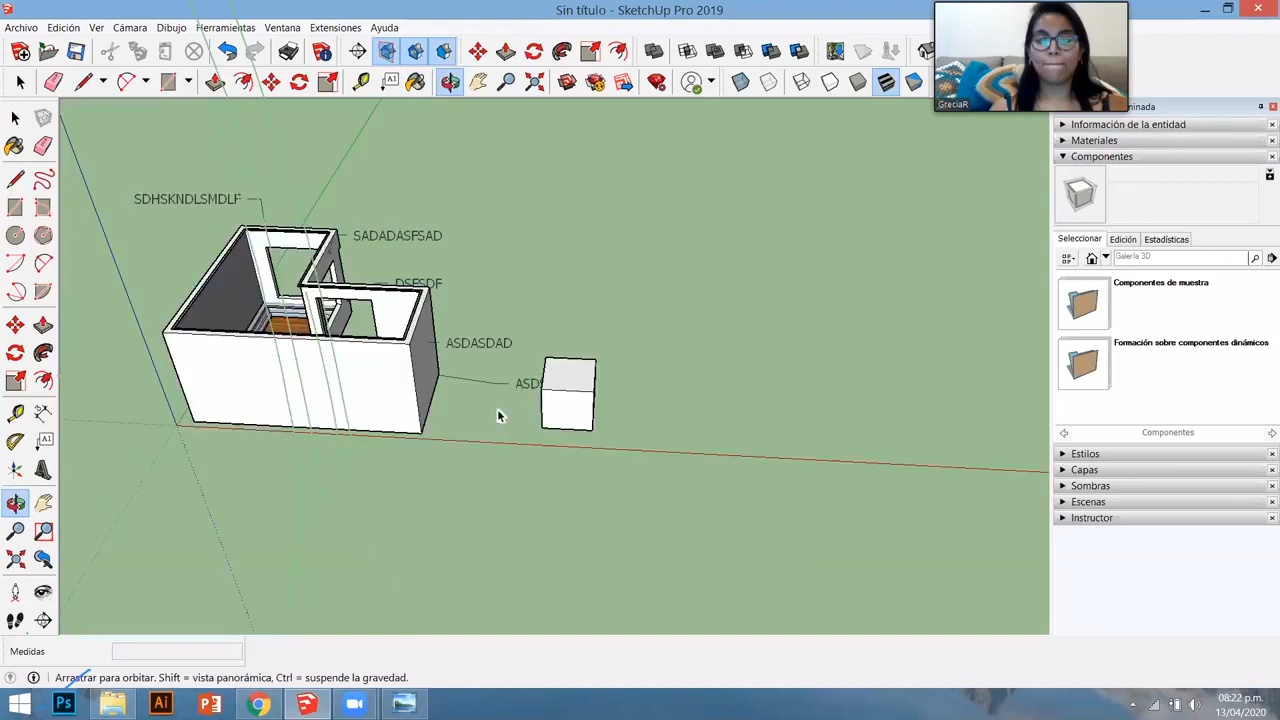 Sin título - SketchUp Pro 2019
Archivo Edición Ver Cámara Dibujo Herramientas Ventana Extensiones Ayuda
GreciaR
minada
Información de la entidad
Materiales
Componentes
Seleccionar Edición Estadísticas
Galería 3D
Componentes de muestra
Formación sobre componentes dinámicos
Componentes
Estilos
Capas
Sombras
Escenas
Instructor
SDHSKNDLSMDLF
SADADASFSAD
DSFSDF
ASDASDAD
ASDS
Medidas
Arrastrar para orbitar. Shift = vista panorámica, Ctrl = suspende la gravedad.
08:22 p.m.
13/04/2020